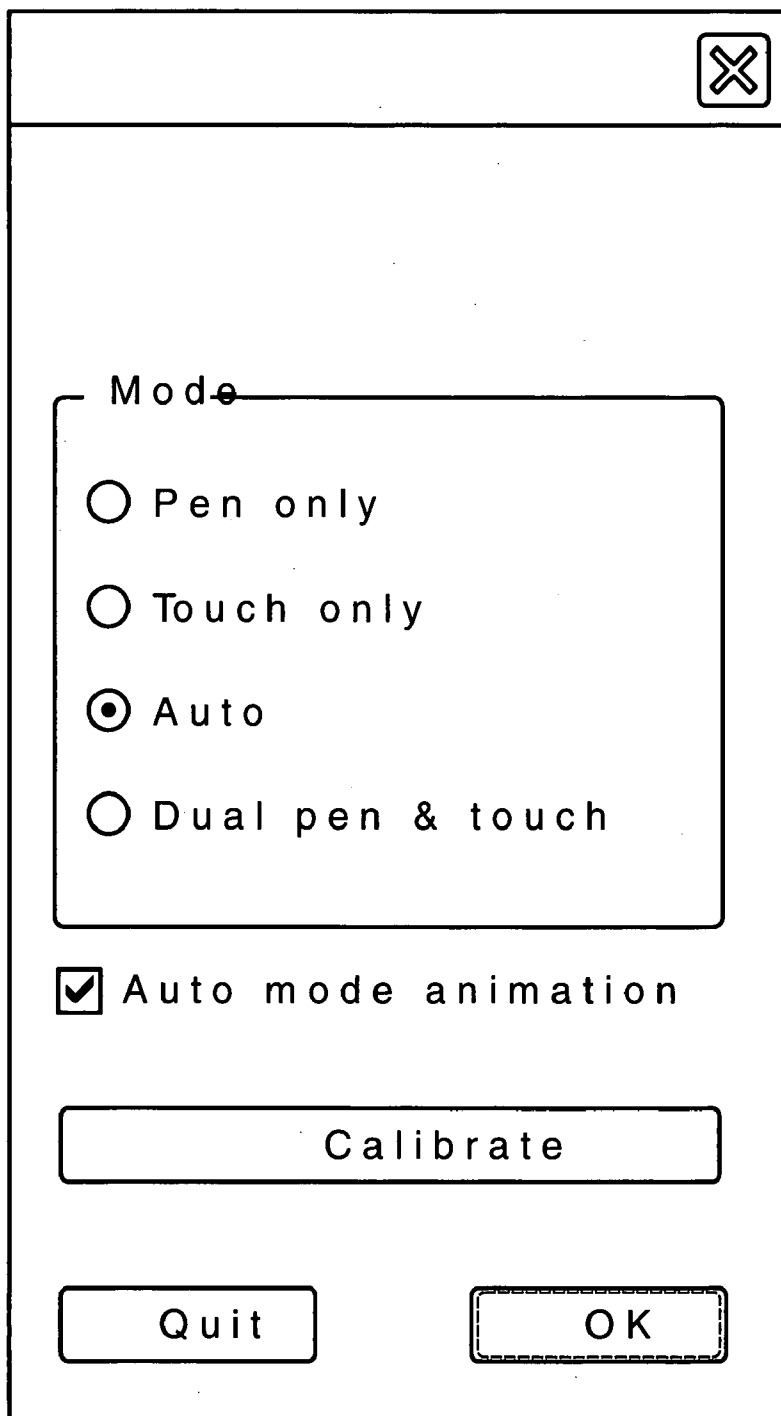 Mode
Pen only
Touch only
Auto
Dual pen & touch
Auto mode animation
Calibrate
Quit OK